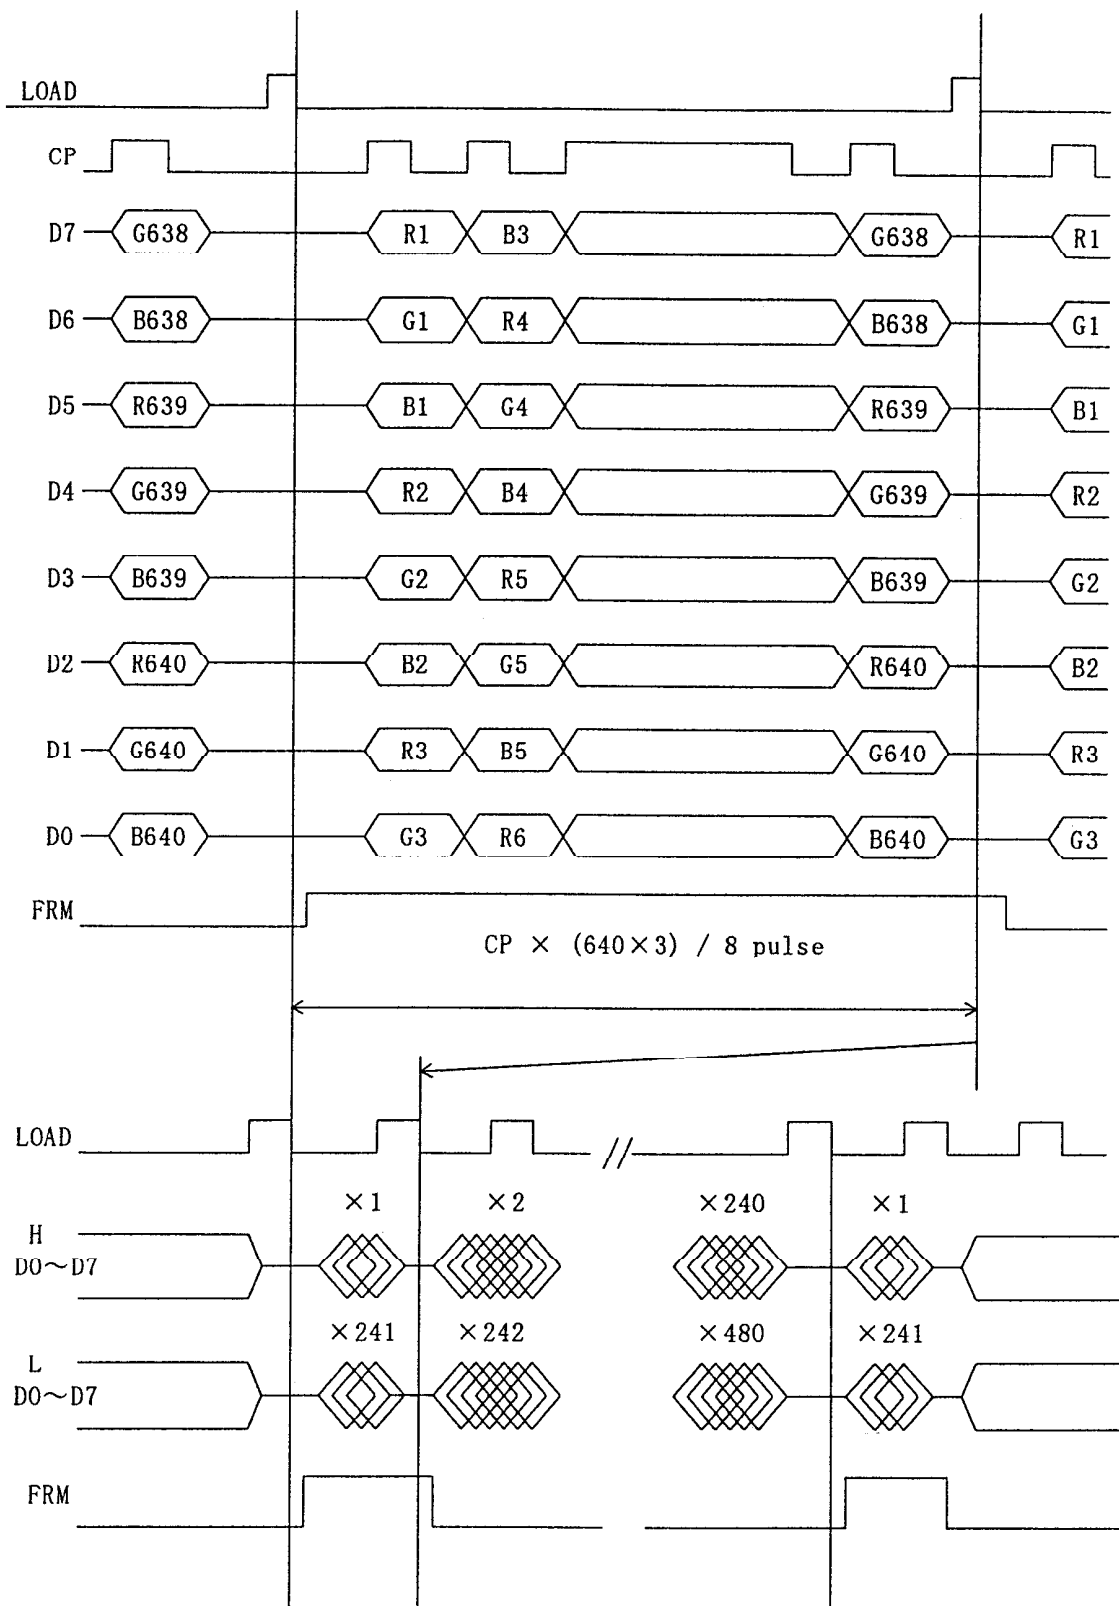 LOAD
CP
D7 G638 R1 B3 G638 R1
D6 B638 G1 R4 B638 G1
D5 R639 B1 G4 R639 B1
D4 G639 R2 B4 G639 R2
D3 B639 G2 R5 B639 G2
D2 R640 B2 G5 R640 B2
D1 G640 R3 B5 G640 R3
D0 B640 G3 R6 B640 G3
FRM
CP × (640×3) / 8 pulse
LOAD //
×1 ×2 ×240 ×1
H
D0~D7
×241 ×242 ×480 ×241
L
D0~D7
FRM